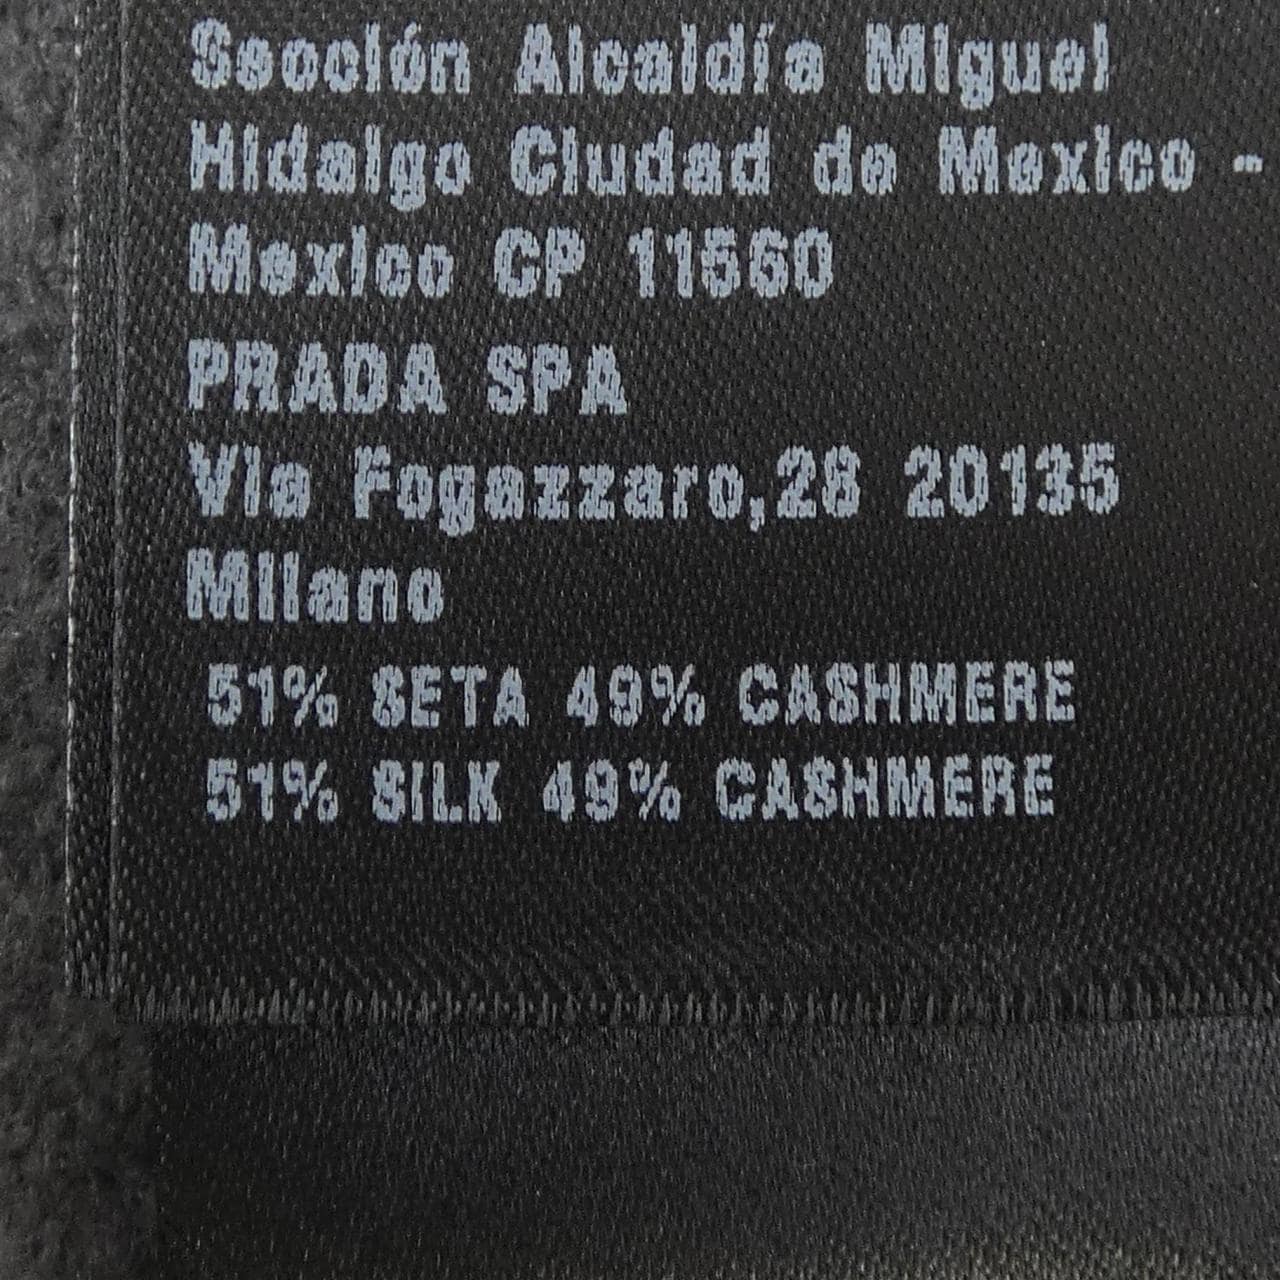 Sección Alcaldía Miguel
Hidalgo Ciudad de Mexico -
Mexico CP 11560
PRADA SPA
Via Fogazzaro,28 20135
Milano
51% SETA 49% CASHMERE
51% SILK 49% CASHMERE